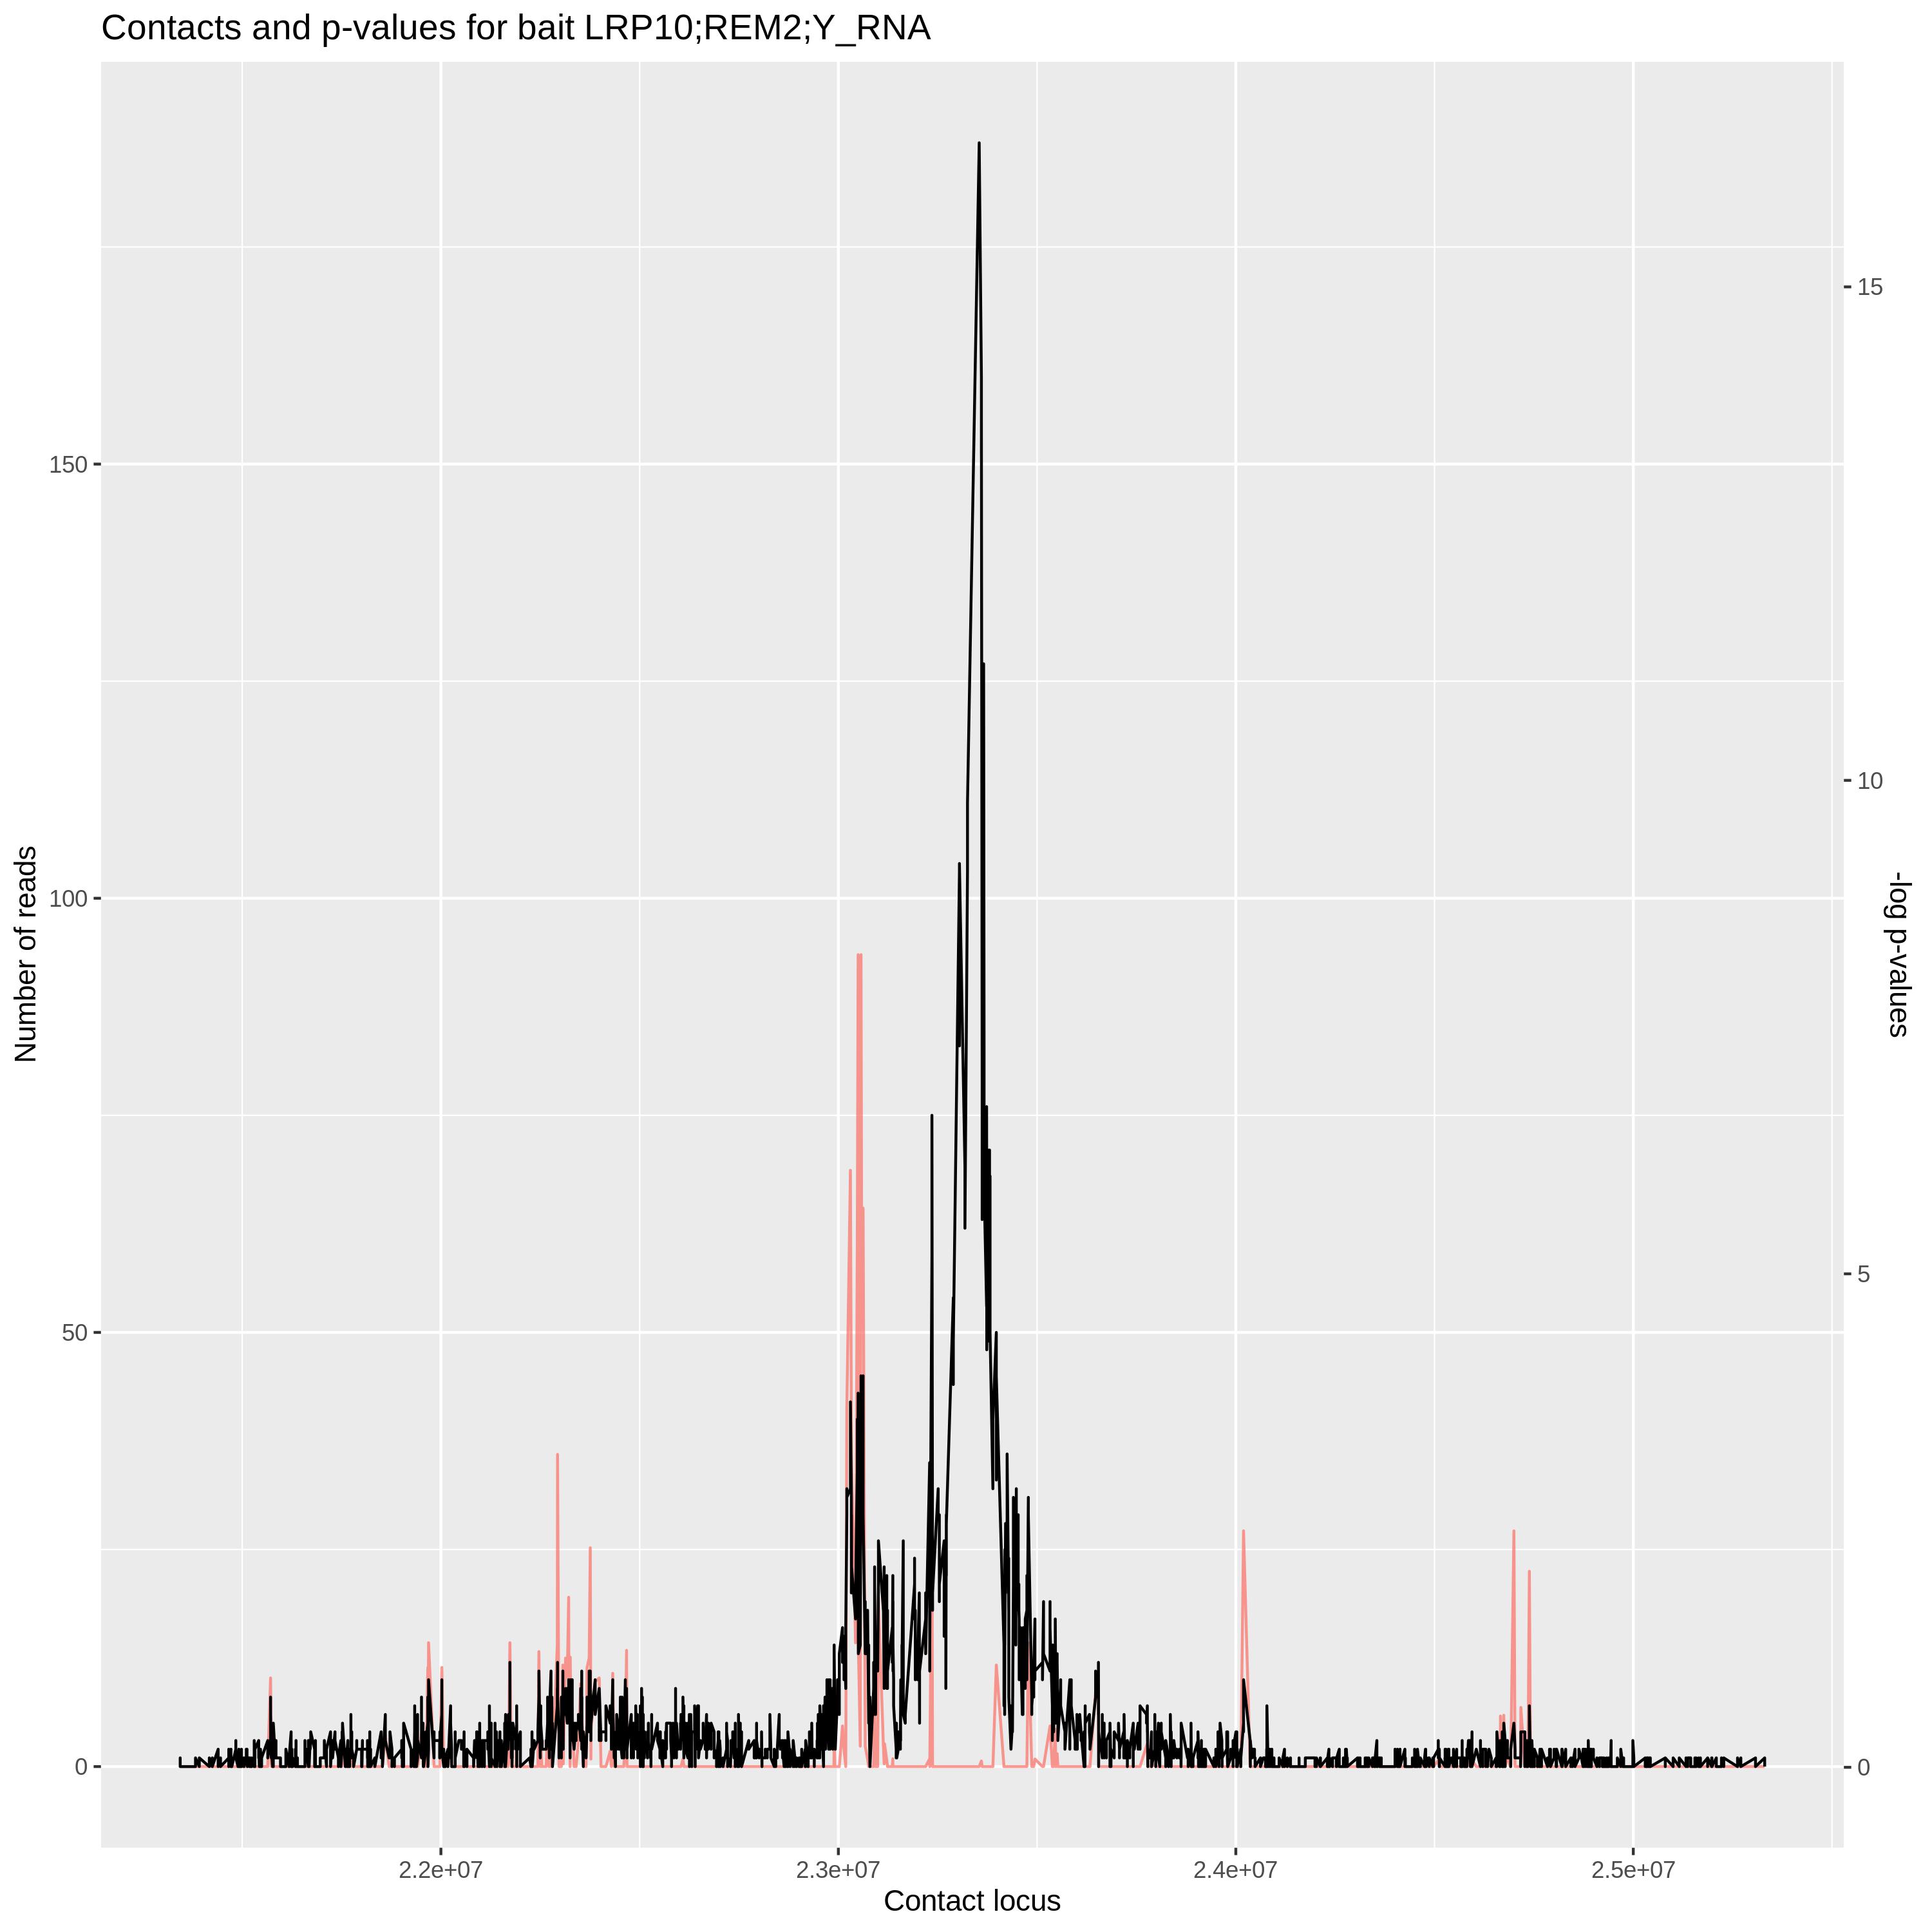 Contacts and p-values for bait LRP10;REM2;Y_RNA
Number of reads
150
100
50
0
15
10
5
0
-log p-values
2.2e+07
2.3e+07
2.4e+07
2.5e+07
Contact locus